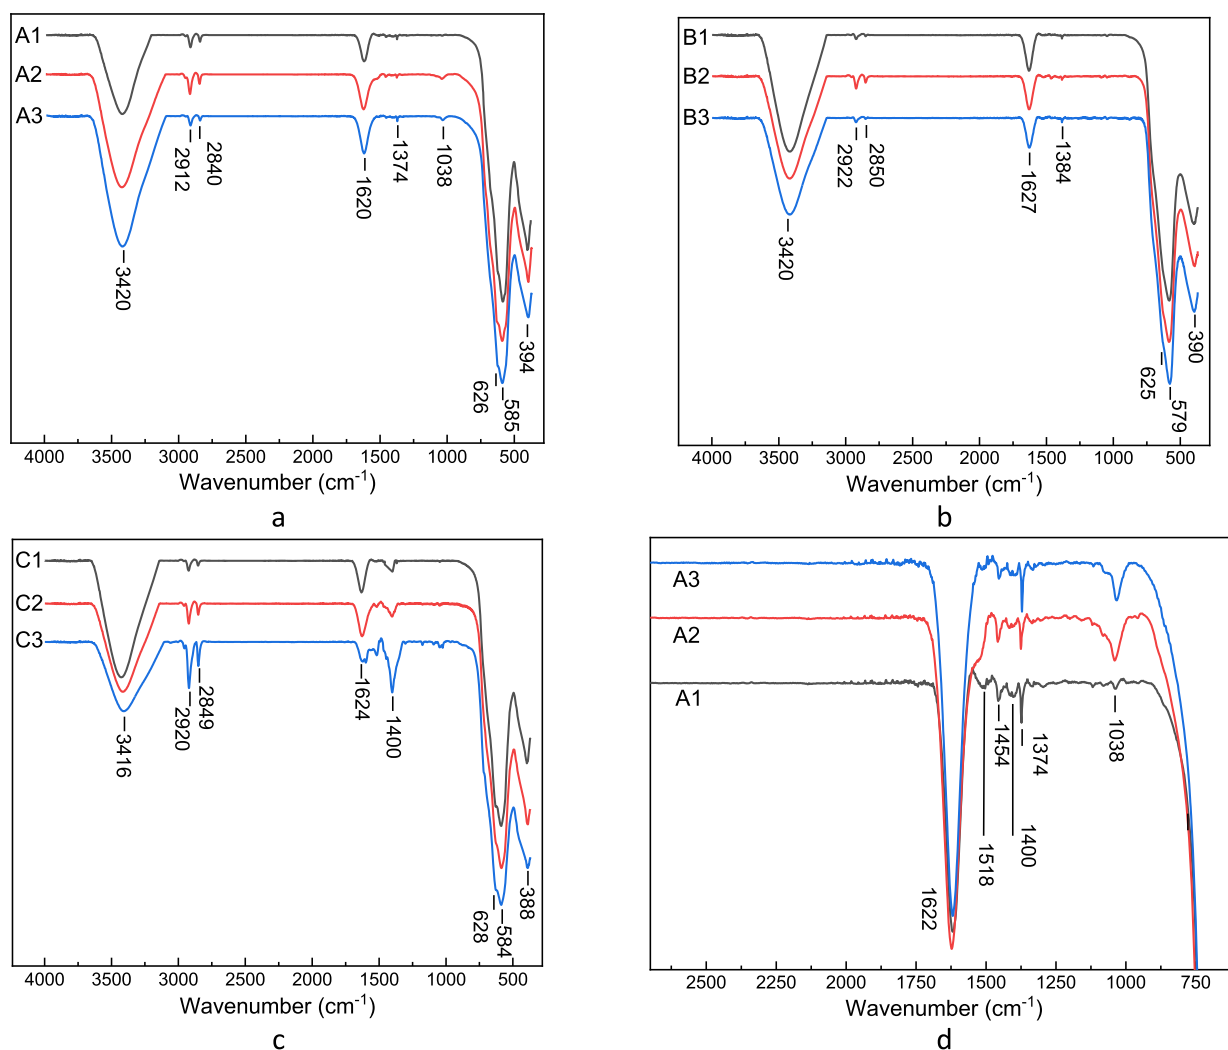 A1
A2
A3
2912
2840
1620
1374
1038
3420
394
626
585
4000 3500 3000 2500 2000 1500 1000 500
Wavenumber (cm-1)
a
B1
B2
B3
2922
2850
1627
1384
3420
390
625
579
4000 3500 3000 2500 2000 1500 1000 500
Wavenumber (cm-1)
b
C1
C2
C3
2920
2849
1624
1400
3416
388
628
584
4000 3500 3000 2500 2000 1500 1000 500
Wavenumber (cm-1)
c
A3
A2
A1
1454
1374
1038
1518
1400
1622
2500 2250 2000 1750 1500 1250 1000 750
Wavenumber (cm-1)
d